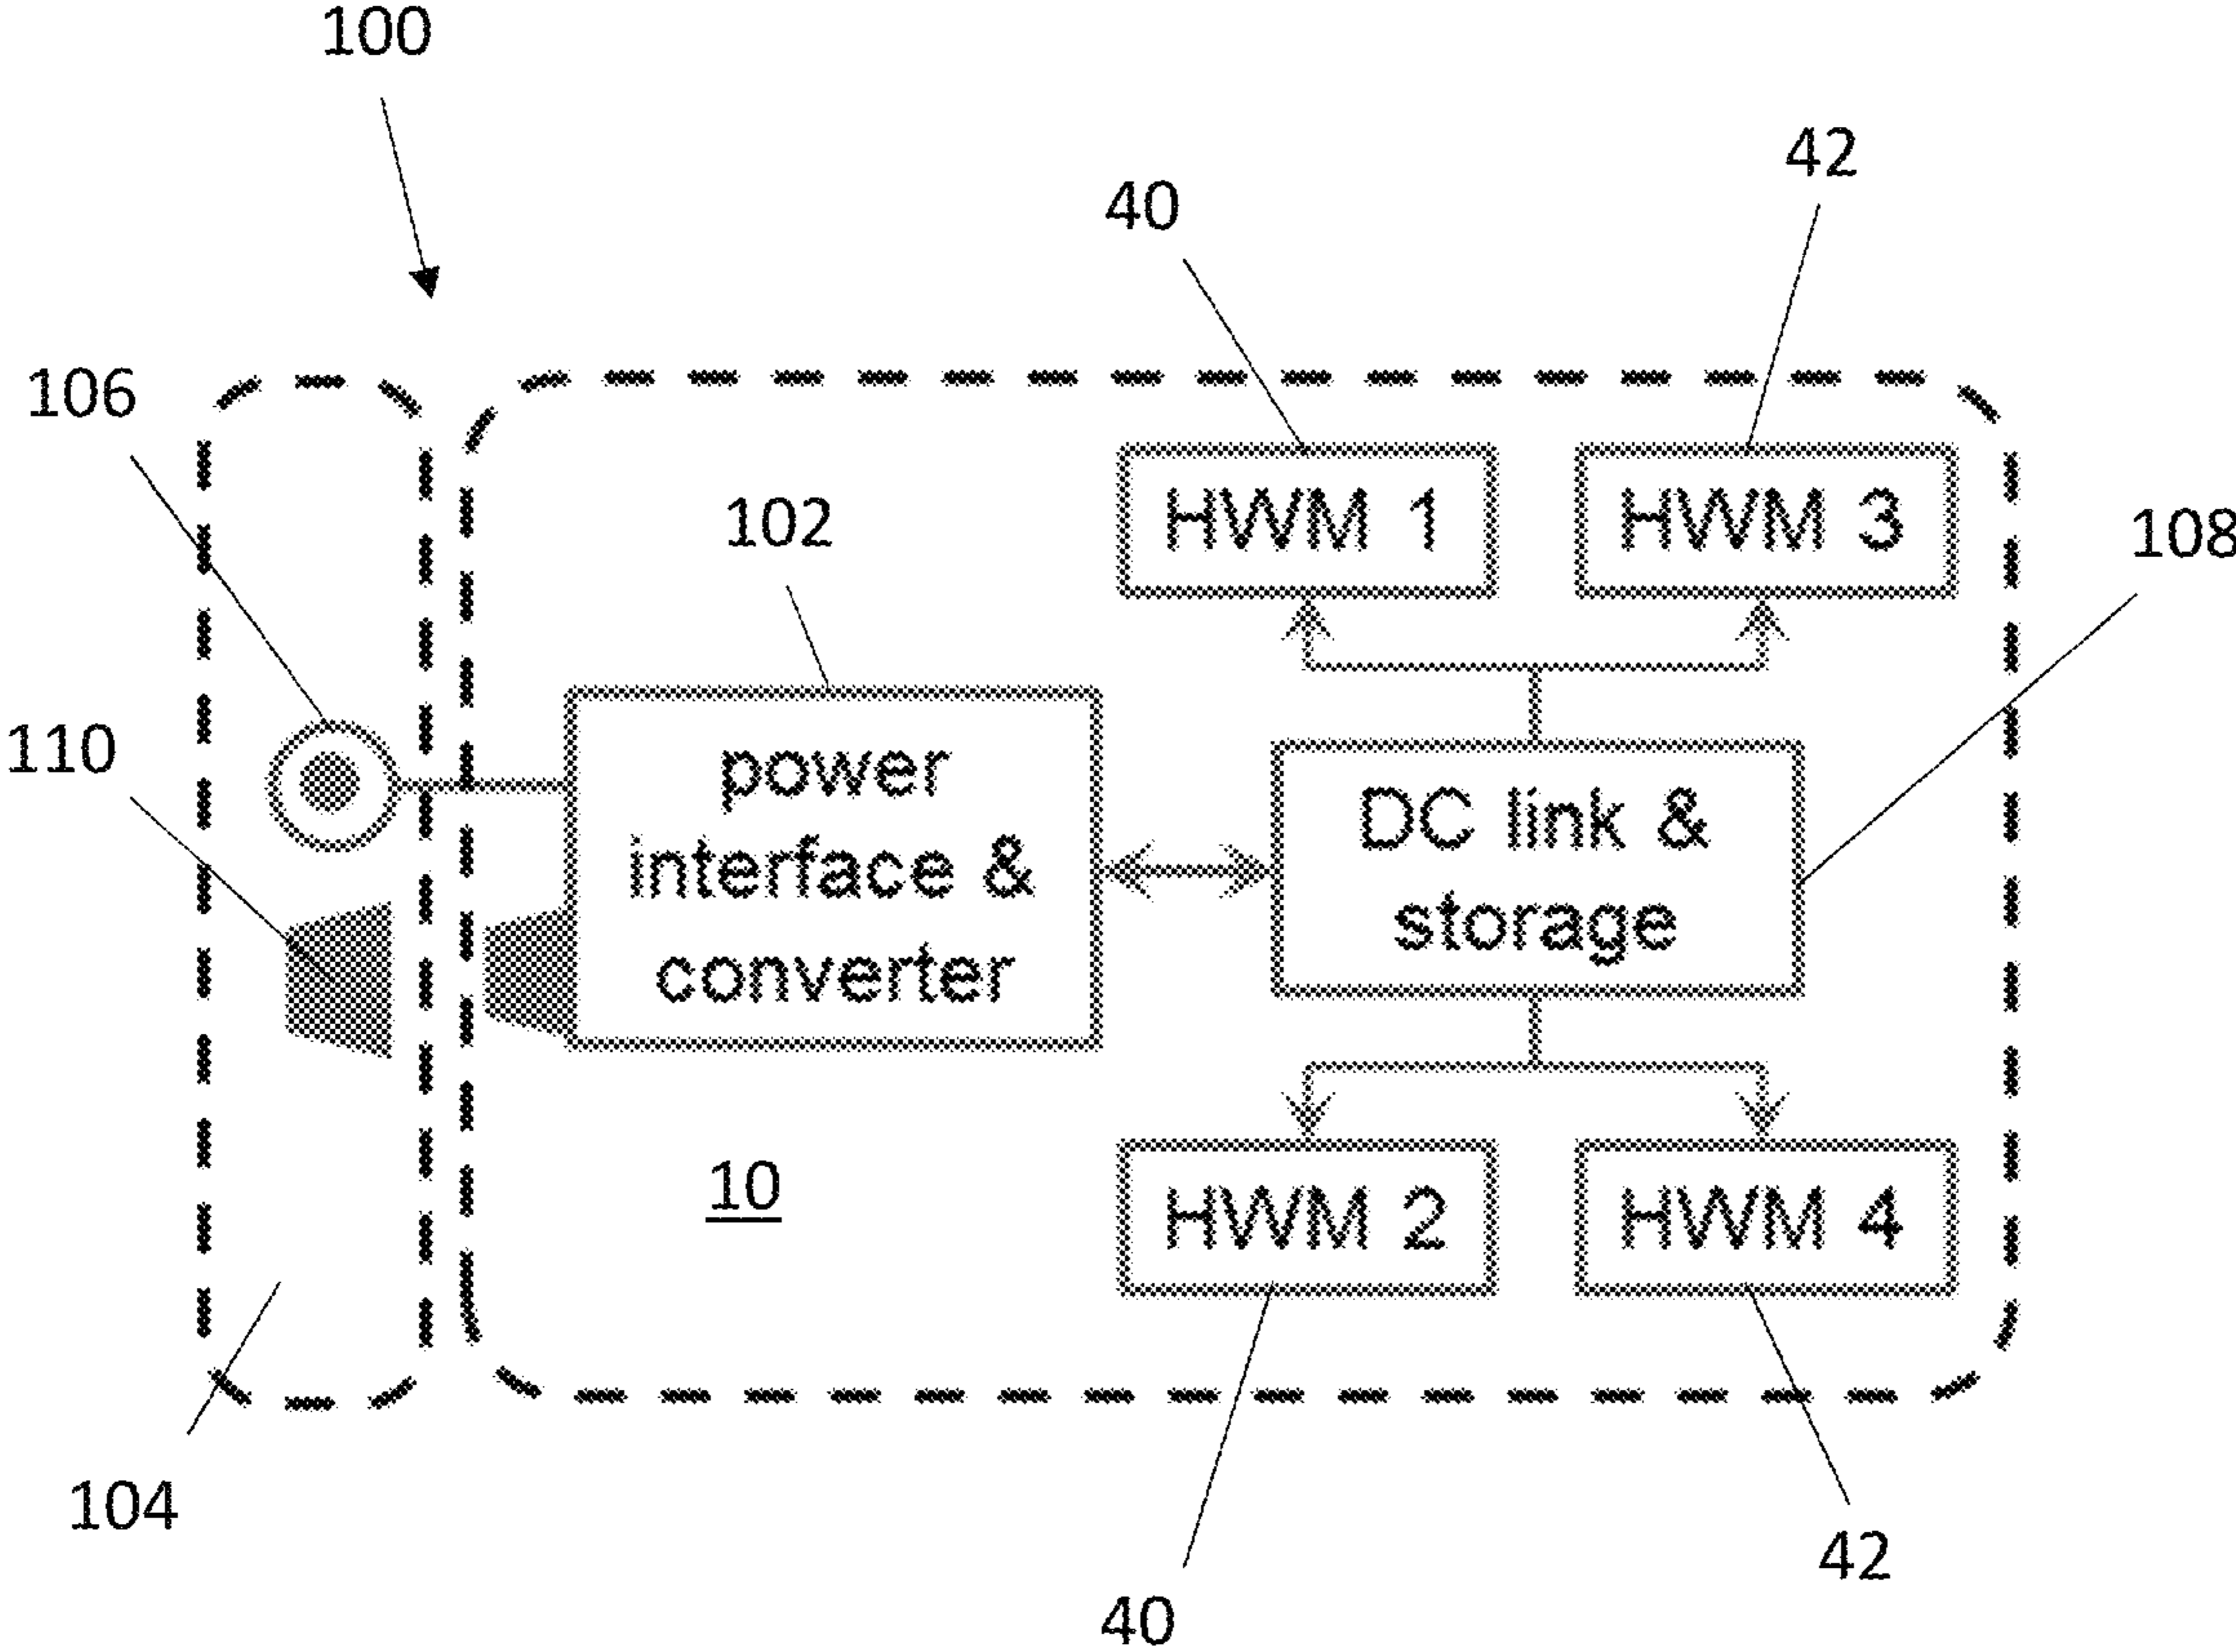 100
42
40
106
HWM 1
HWM 3
102
108
110
power
interface &
converter
DC link &
storage
10
HWM 2
HWM 4
104
42
40